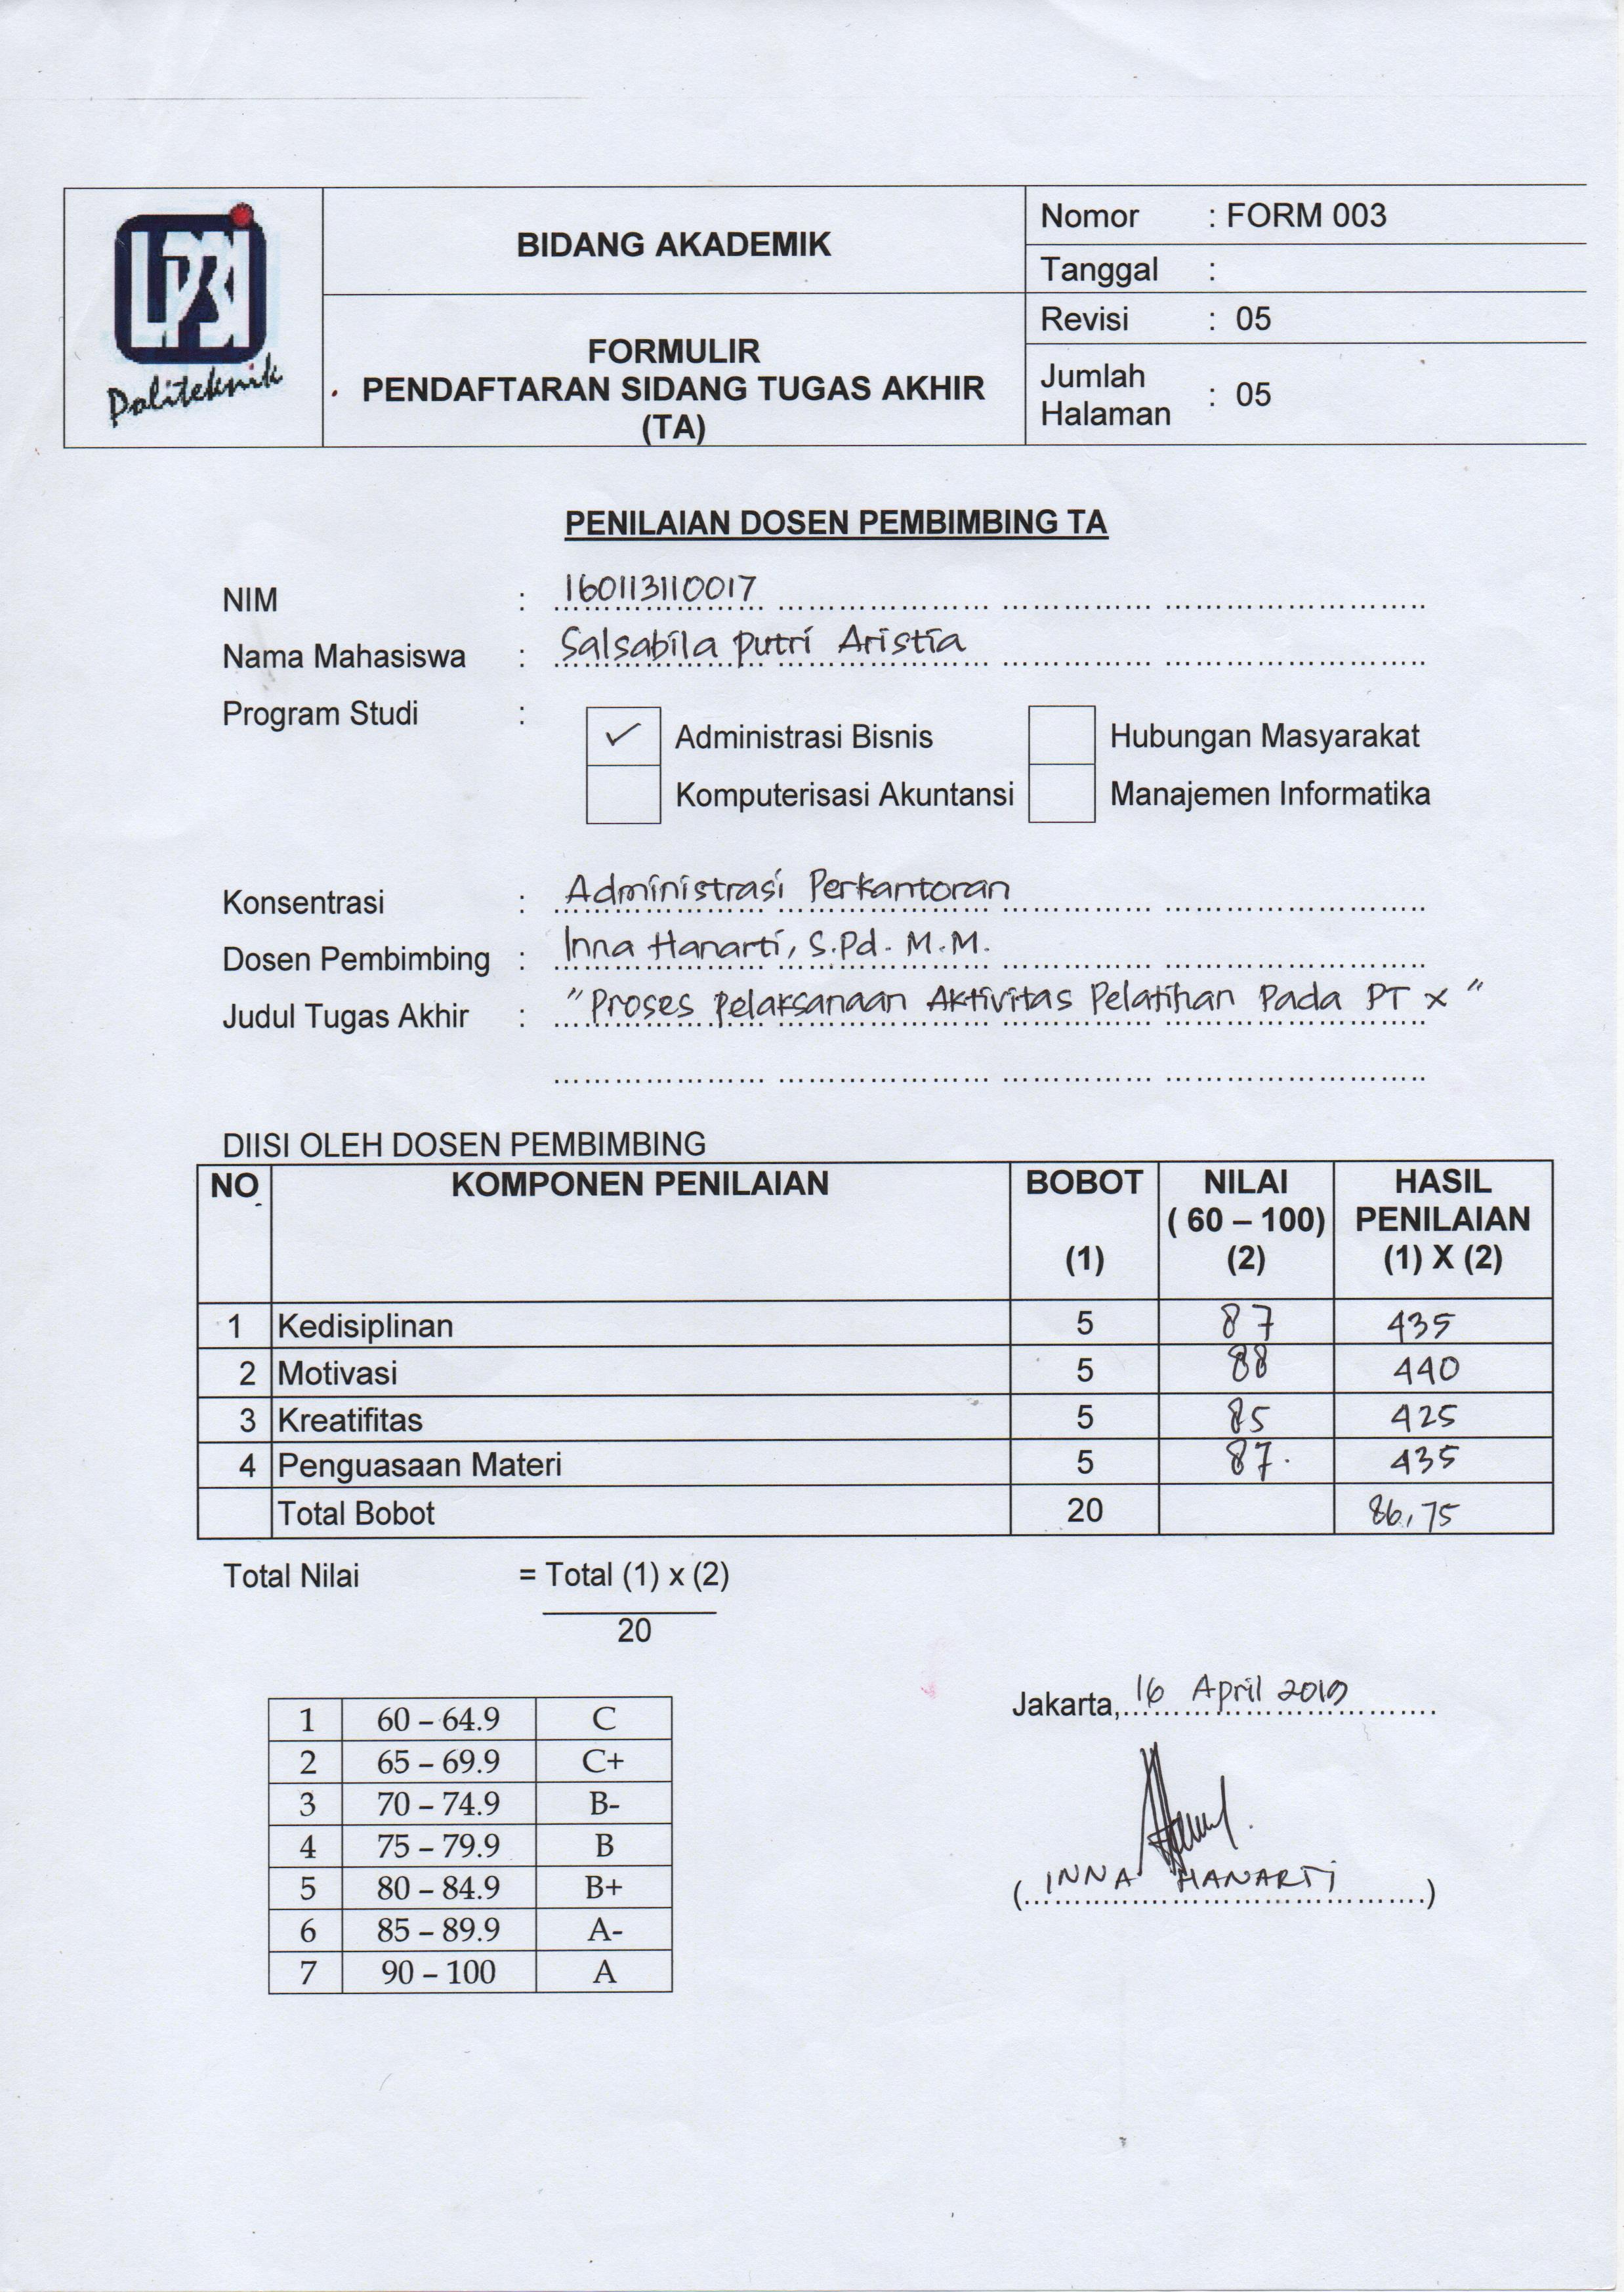 LP3I
Politeknik
BIDANG AKADEMIK
FORMULIR
PENDAFTARAN SIDANG TUGAS AKHIR
(TA)
Nomor : FORM 003
Tanggal :
Revisi : 05
Jumlah Halaman : 05
PENILAIAN DOSEN PEMBIMBING TA
NIM : 160113110017
Nama Mahasiswa : Salsabila Putri Aristia
Program Studi :
✓ Administrasi Bisnis Hubungan Masyarakat
Komputerisasi Akuntansi Manajemen Informatika
Konsentrasi : Administrasi Perkantoran
Dosen Pembimbing : Inna Hanarti, S.Pd. M.M.
Judul Tugas Akhir : "Proses Pelaksanaan Aktivitas Pelatihan Pada PT X"
DIISI OLEH DOSEN PEMBIMBING
NO KOMPONEN PENILAIAN BOBOT (1) NILAI ( 60 – 100) (2) HASIL PENILAIAN (1) X (2)
1 Kedisiplinan 5 87 435
2 Motivasi 5 88 440
3 Kreatifitas 5 85 425
4 Penguasaan Materi 5 87. 435
Total Bobot 20 86,75
Total Nilai = Total (1) x (2)
20
Jakarta, 16 April 2019
1 60 – 64.9 C
2 65 – 69.9 C+
3 70 – 74.9 B-
4 75 – 79.9 B
5 80 – 84.9 B+
6 85 – 89.9 A-
7 90 – 100 A
(INNA HANARTI)